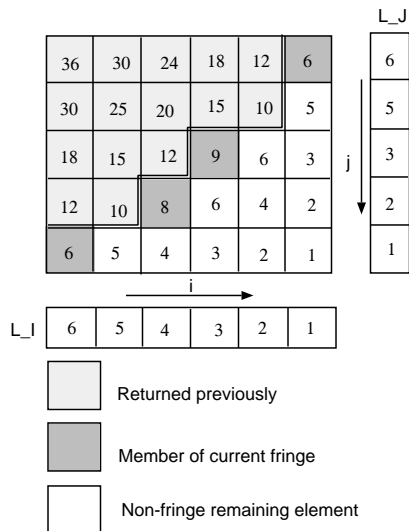 L_J
36 30 24 18 12 6 6
30 25 20 15 10 5 5
18 15 12 9 6 3 3
j
12 10 8 6 4 2 2
6 5 4 3 2 1 1
i
L_I 6 5 4 3 2 1
Returned previously
Member of current fringe
Non-fringe remaining element